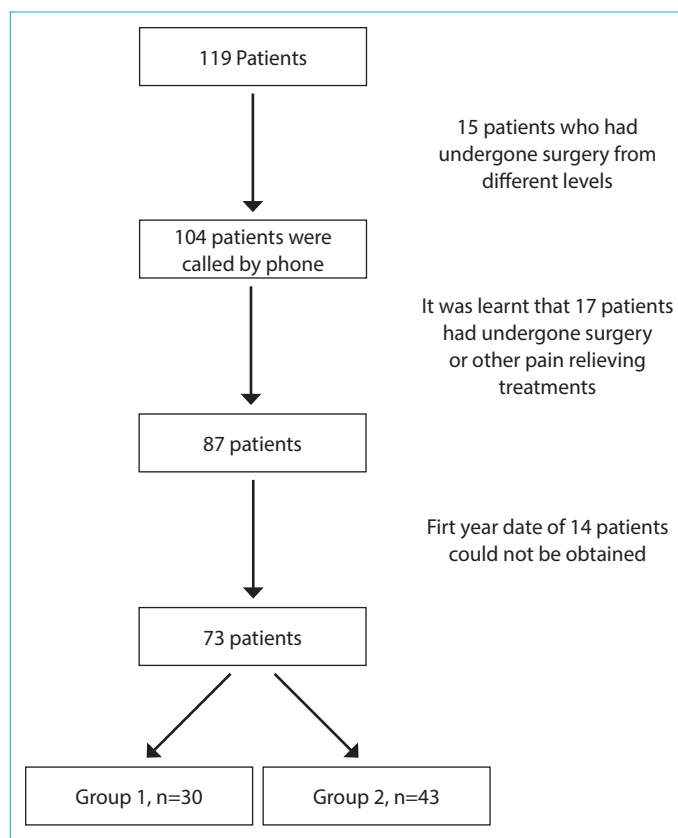 119 Patients
15 patients who had
undergone surgery from
different levels
104 patients were
called by phone
It was learnt that 17 patients
had undergone surgery
or other pain relieving
treatments
87 patients
Firt year date of 14 patients
could not be obtained
73 patients
Group 1, n=30
Group 2, n=43